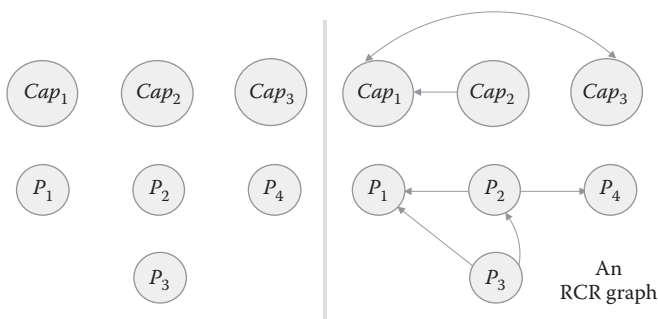 Cap₁ Cap₂ Cap₃
P₁ P₂ P₄
P₃
Cap₁ Cap₂ Cap₃
P₁ P₂ P₄
P₃
An
RCR graph